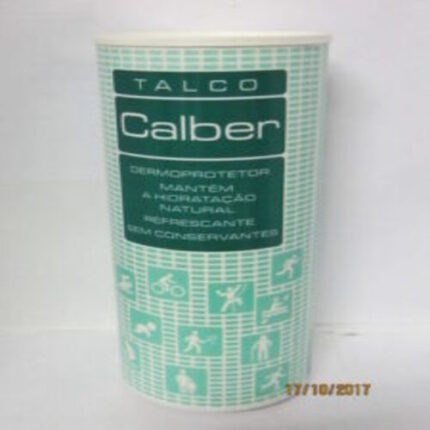 TALCO
Calber
DERMOPROTETOR
MANTÉM
A HIDRATAÇÃO
NATURAL
REFRESCANTE
SEM CONSERVANTES
17/10/2017